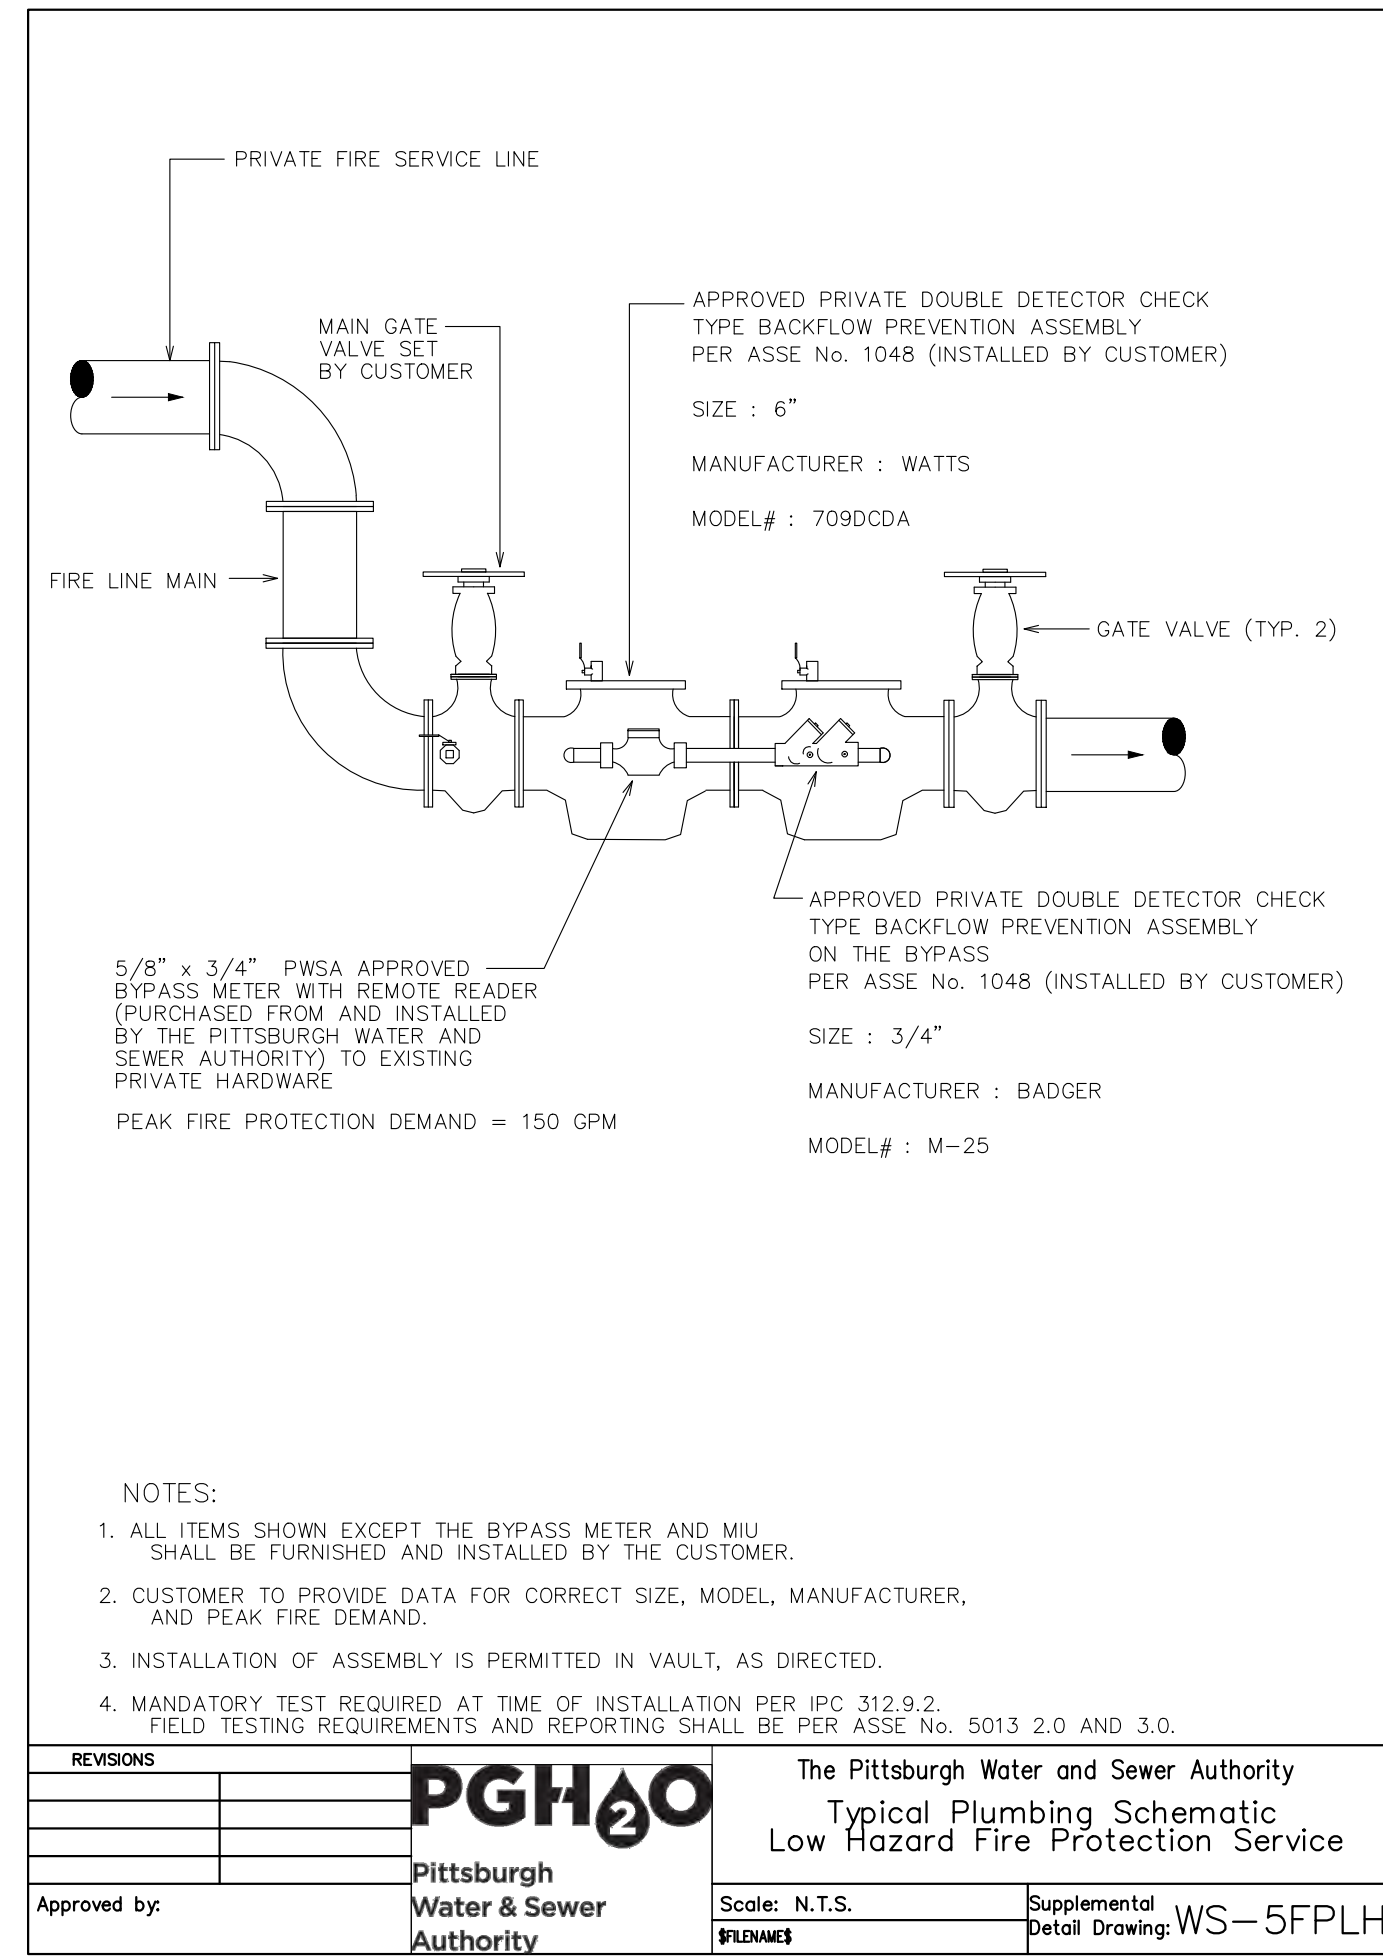 PRIVATE FIRE SERVICE LINE
MAIN GATE
VALVE SET
BY CUSTOMER
APPROVED PRIVATE DOUBLE DETECTOR CHECK
TYPE BACKFLOW PREVENTION ASSEMBLY
PER ASSE No. 1048 (INSTALLED BY CUSTOMER)
SIZE : 6"
MANUFACTURER : WATTS
MODEL# : 709DCDA
FIRE LINE MAIN
GATE VALVE (TYP. 2)
5/8" x 3/4" PWSA APPROVED
BYPASS METER WITH REMOTE READER
(PURCHASED FROM AND INSTALLED
BY THE PITTSBURGH WATER AND
SEWER AUTHORITY) TO EXISTING
PRIVATE HARDWARE
PEAK FIRE PROTECTION DEMAND = 150 GPM
APPROVED PRIVATE DOUBLE DETECTOR CHECK
TYPE BACKFLOW PREVENTION ASSEMBLY
ON THE BYPASS
PER ASSE No. 1048 (INSTALLED BY CUSTOMER)
SIZE : 3/4"
MANUFACTURER : BADGER
MODEL# : M-25
NOTES:
1. ALL ITEMS SHOWN EXCEPT THE BYPASS METER AND MIU
SHALL BE FURNISHED AND INSTALLED BY THE CUSTOMER.
2. CUSTOMER TO PROVIDE DATA FOR CORRECT SIZE, MODEL, MANUFACTURER,
AND PEAK FIRE DEMAND.
3. INSTALLATION OF ASSEMBLY IS PERMITTED IN VAULT, AS DIRECTED.
4. MANDATORY TEST REQUIRED AT TIME OF INSTALLATION PER IPC 312.9.2.
FIELD TESTING REQUIREMENTS AND REPORTING SHALL BE PER ASSE No. 5013 2.0 AND 3.0.
REVISIONS
Approved by:
PGH2O
Pittsburgh
Water & Sewer
Authority
The Pittsburgh Water and Sewer Authority
Typical Plumbing Schematic
Low Hazard Fire Protection Service
Scale: N.T.S.
$FILENAME$
Supplemental
Detail Drawing: WS-5FPLH